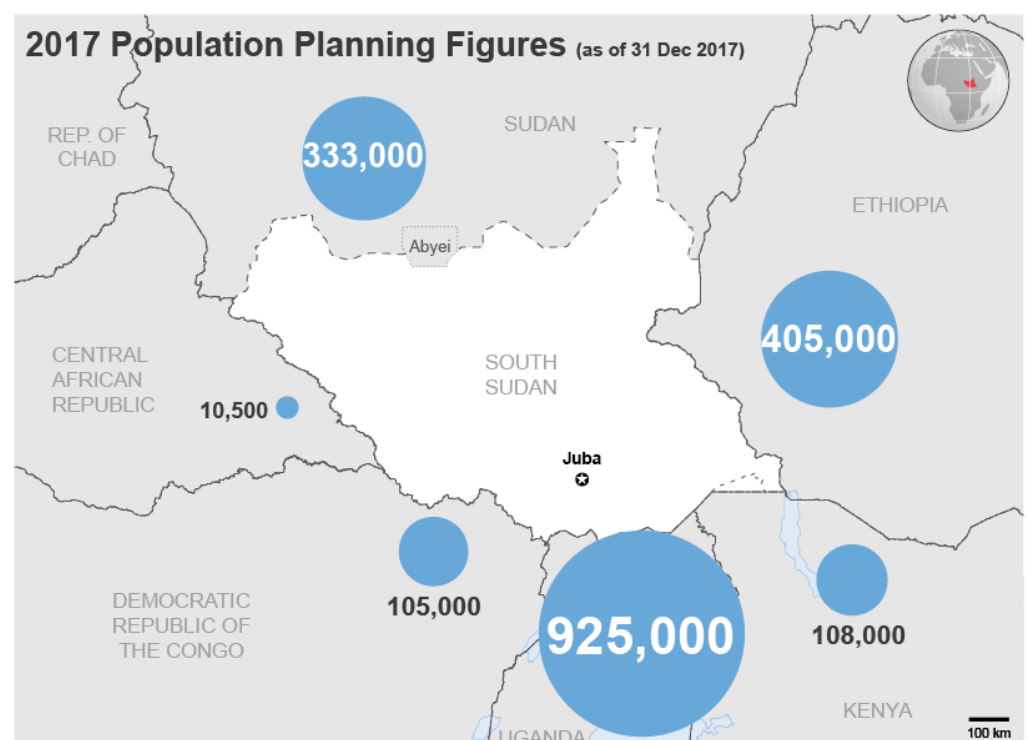 2017 Population Planning Figures (as of 31 Dec 2017)
SUDAN
REP. OF
CHAD
333,000
ETHIOPIA
Abyei
405,000
CENTRAL
AFRICAN
REPUBLIC
SOUTH
SUDAN
10,500
Juba
105,000
925,000
108,000
DEMOCRATIC
REPUBLIC OF
THE CONGO
KENYA
UGANDA
100 km